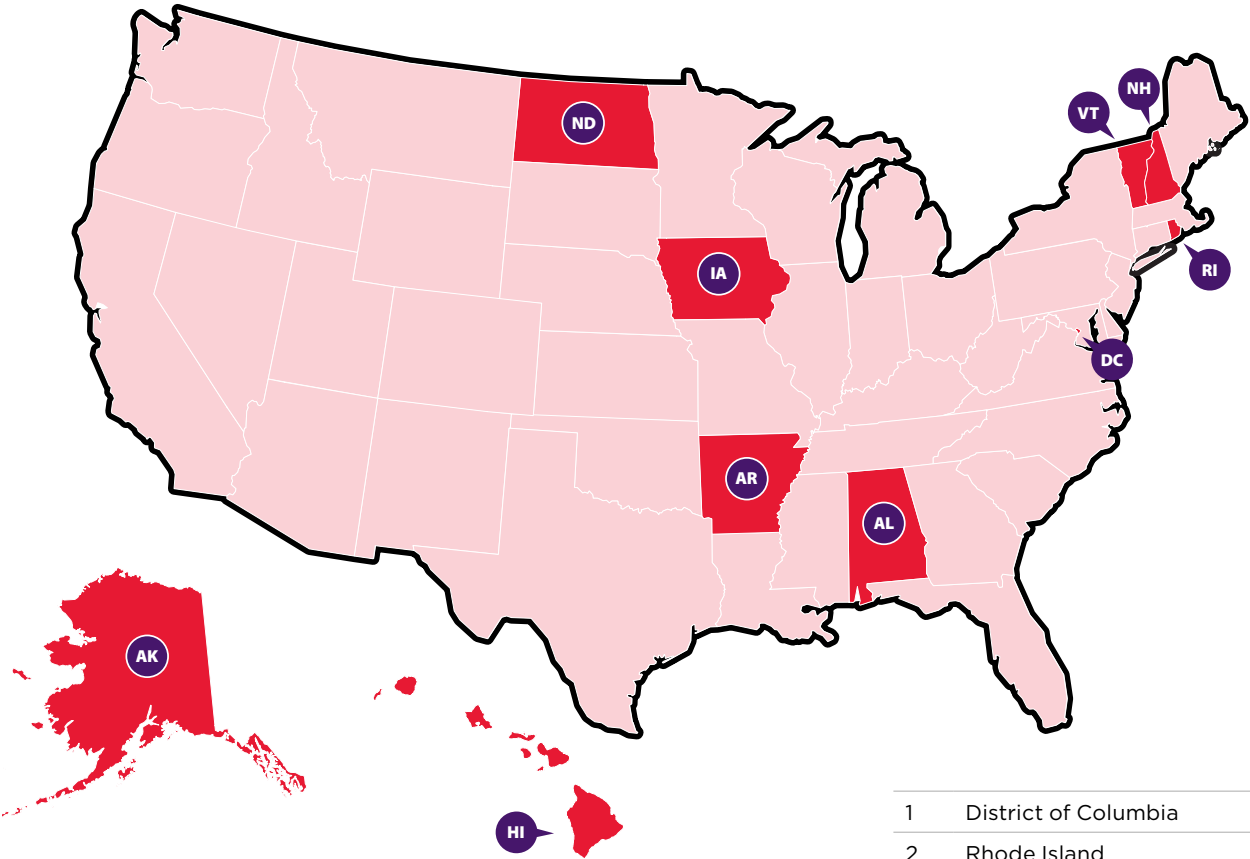 NH
VT
ND
RI
IA
DC
AR
AL
AK
HI
1 District of Columbia
2 Rhode Island